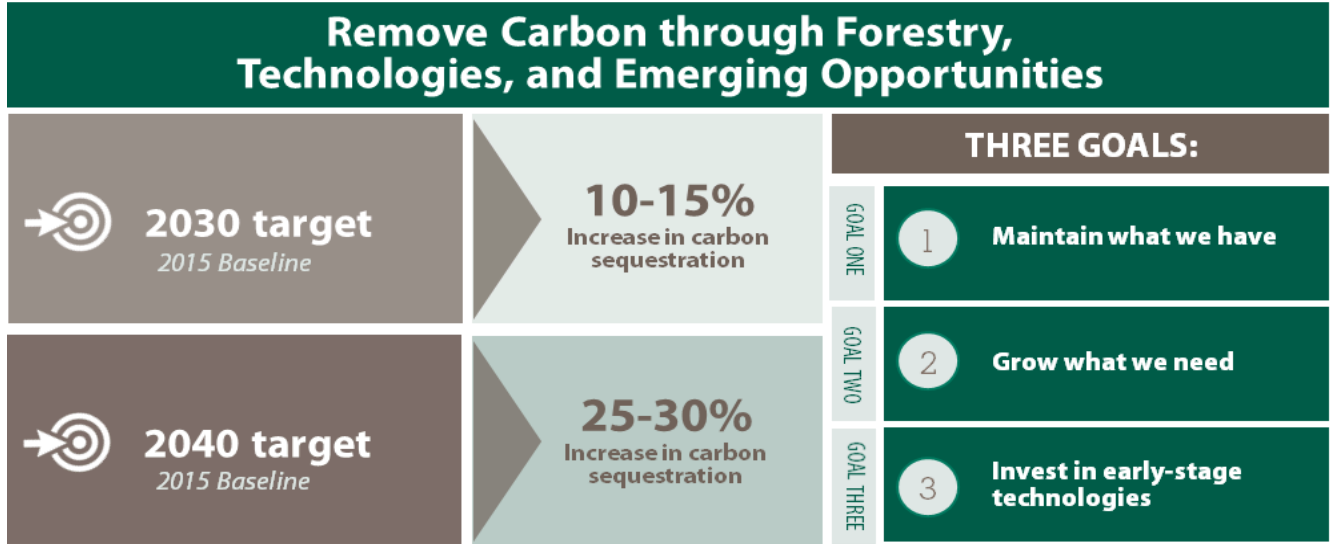 Remove Carbon through Forestry,
Technologies, and Emerging Opportunities
2030 target
2015 Baseline
10-15%
Increase in carbon
sequestration
2040 target
2015 Baseline
25-30%
Increase in carbon
sequestration
THREE GOALS:
GOAL ONE
1
Maintain what we have
GOAL TWO
2
Grow what we need
GOAL THREE
3
Invest in early-stage
technologies